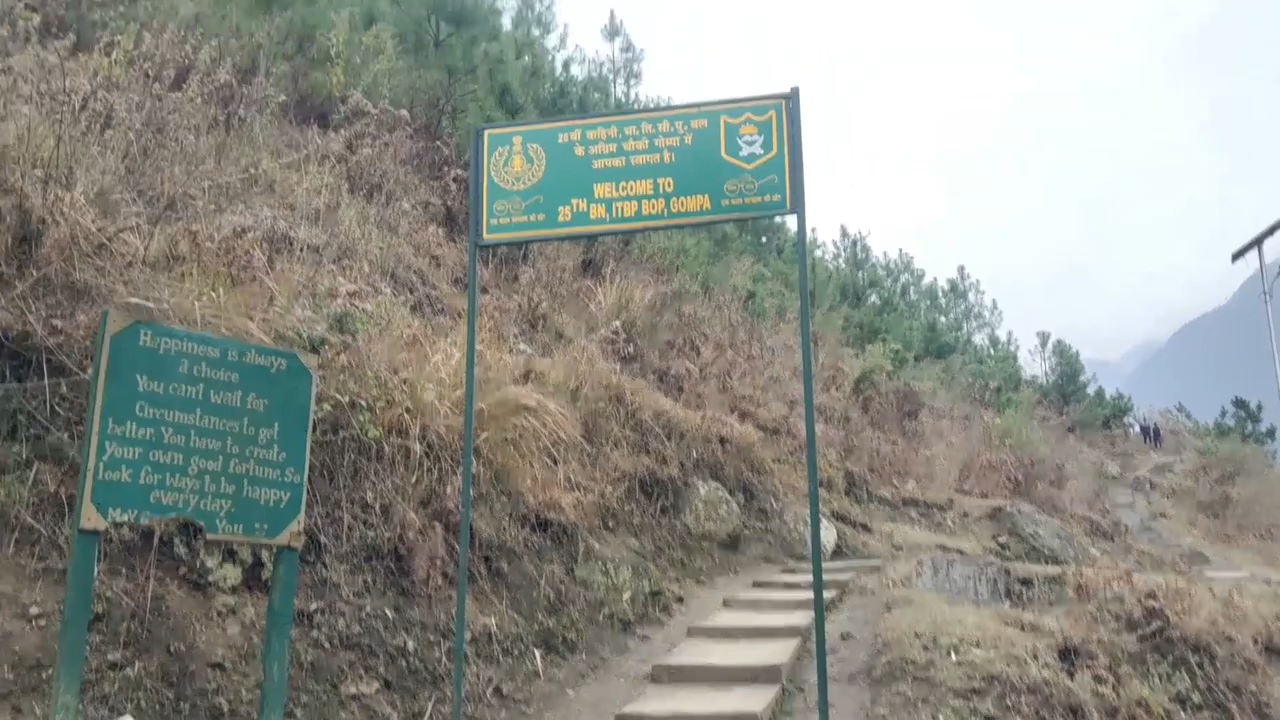 Happiness is always
a choice
You can't wait for
Circumstances to get
better. You have to create
your own good fortune. So
look for ways to be happy
every day.
You
25वीं वाहिनी, भा. ति. सी. पु. बल
के अग्रिम चौकी गोम्पा में
आपका स्वागत है।
WELCOME TO
25TH BN, ITBP BOP, GOMPA